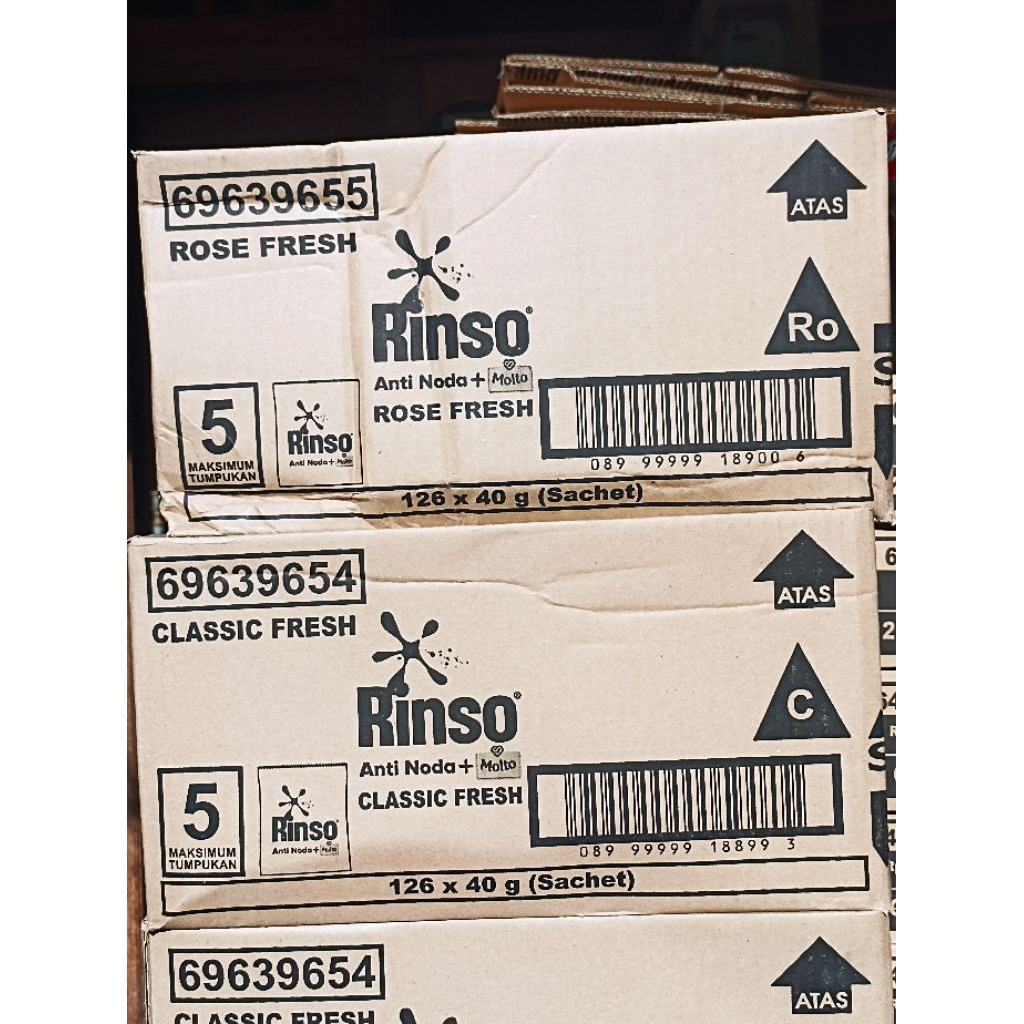 69639655
ROSE FRESH
ATAS
Rinso®
Ro
Anti Noda + Molto
ROSE FRESH
5
MAKSIMUM
TUMPUKAN
Rinso
Anti Noda + Molto
089 99999 18900 6
126 x 40 g (Sachet)
69639654
CLASSIC FRESH
ATAS
Rinso®
C
Anti Noda + Molto
CLASSIC FRESH
5
MAKSIMUM
TUMPUKAN
Rinso
Anti Noda + Molto
089 99999 18899 3
126 x 40 g (Sachet)
69639654
CLASSIC FRESH
ATAS